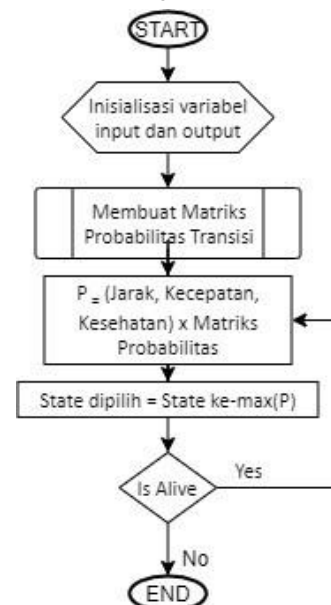 START
Inisialisasi variabel
input dan output
Membuat Matriks
Probabilitas Transisi
P = (Jarak, Kecepatan,
Kesehatan) x Matriks
Probabilitas
State dipilih = State ke-max(P)
Is Alive
Yes
No
END